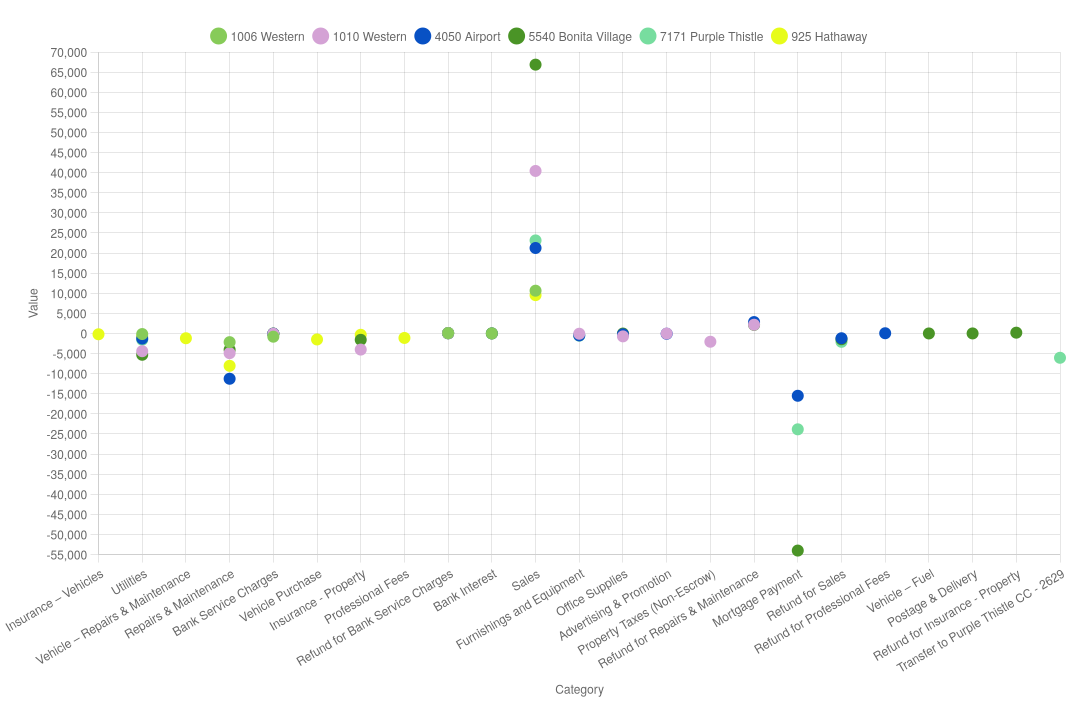 1006 Western 1010 Western 4050 Airport 5540 Bonita Village 7171 Purple Thistle 925 Hathaway
70,000
65,000
60,000
55,000
50,000
45,000
40,000
35,000
30,000
25,000
20,000
15,000
10,000
5,000
0
-5,000
-10,000
-15,000
-20,000
-25,000
-30,000
-35,000
-40,000
-45,000
-50,000
-55,000
Value
Insurance – Vehicles
Utilities
Vehicle – Repairs & Maintenance
Repairs & Maintenance
Bank Service Charges
Vehicle Purchase
Insurance - Property
Professional Fees
Refund for Bank Service Charges
Bank Interest
Sales
Furnishings and Equipment
Office Supplies
Advertising & Promotion
Property Taxes (Non-Escrow)
Refund for Repairs & Maintenance
Mortgage Payment
Refund for Sales
Refund for Professional Fees
Vehicle – Fuel
Postage & Delivery
Refund for Insurance - Property
Transfer to Purple Thistle CC - 2629
Category